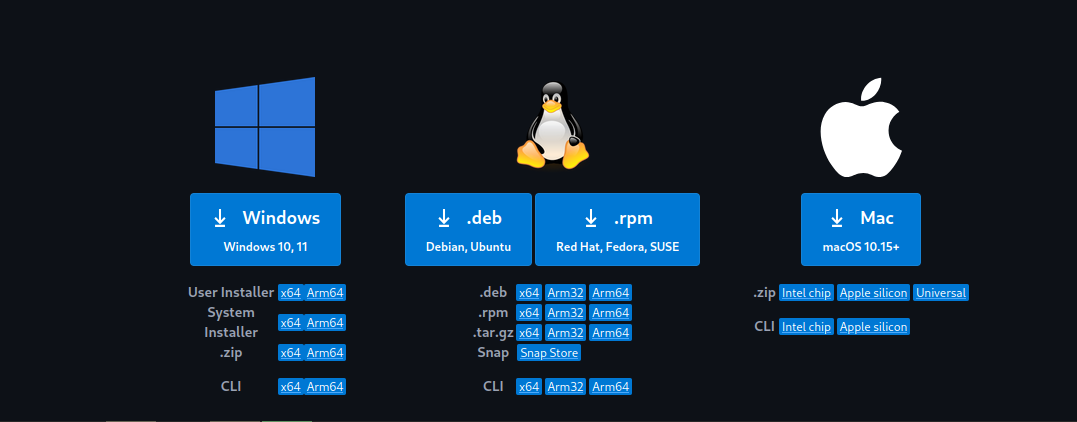 Windows
Windows 10, 11
User Installer x64 Arm64
System
Installer x64 Arm64
.zip x64 Arm64
CLI x64 Arm64
.deb
Debian, Ubuntu
.rpm
Red Hat, Fedora, SUSE
.deb x64 Arm32 Arm64
.rpm x64 Arm32 Arm64
.tar.gz x64 Arm32 Arm64
Snap Snap Store
CLI x64 Arm32 Arm64
Mac
macOS 10.15+
.zip Intel chip Apple silicon Universal
CLI Intel chip Apple silicon